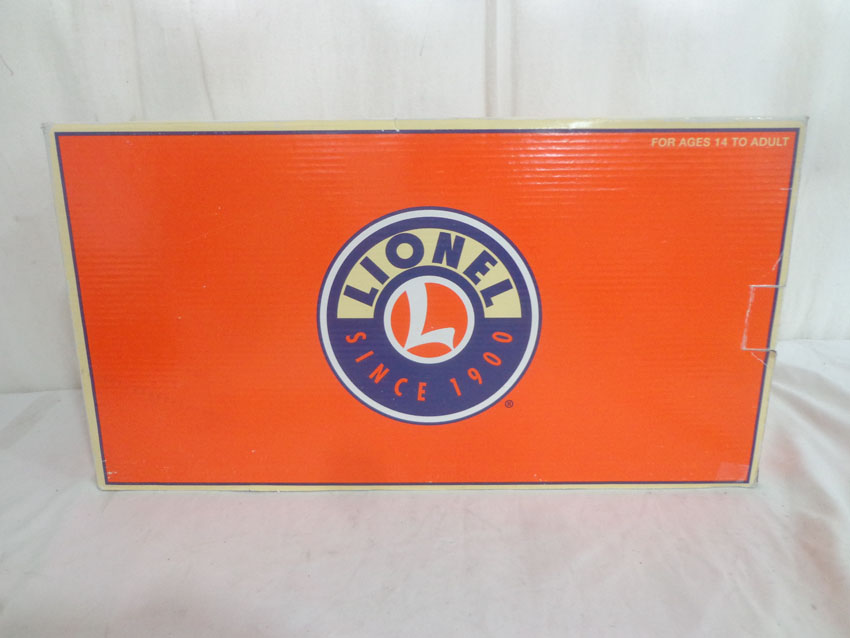 FOR AGES 14 TO ADULT
LIONEL
L
SINCE 1900
®